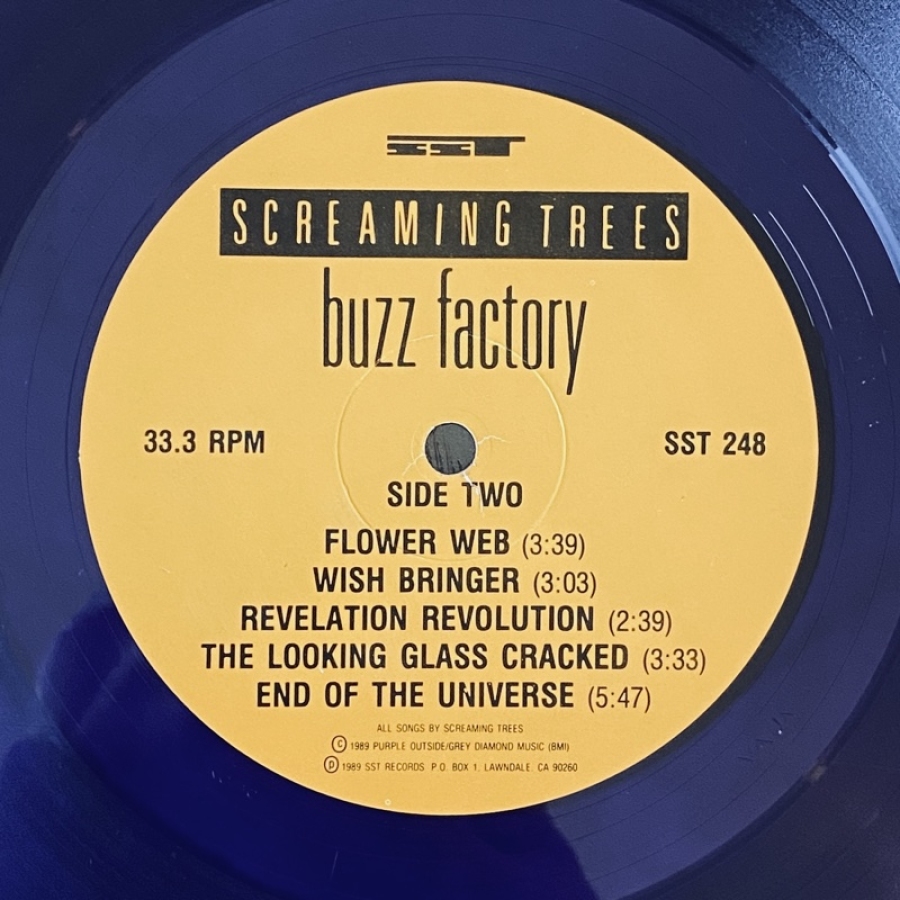 SST
SCREAMING TREES
buzz factory
33.3 RPM
SST 248
SIDE TWO
FLOWER WEB (3:39)
WISH BRINGER (3:03)
REVELATION REVOLUTION (2:39)
THE LOOKING GLASS CRACKED (3:33)
END OF THE UNIVERSE (5:47)
ALL SONGS BY SCREAMING TREES
© 1989 PURPLE OUTSIDE/GREY DIAMOND MUSIC (BMI)
ⓟ 1989 SST RECORDS P.O. BOX 1, LAWNDALE, CA 90260